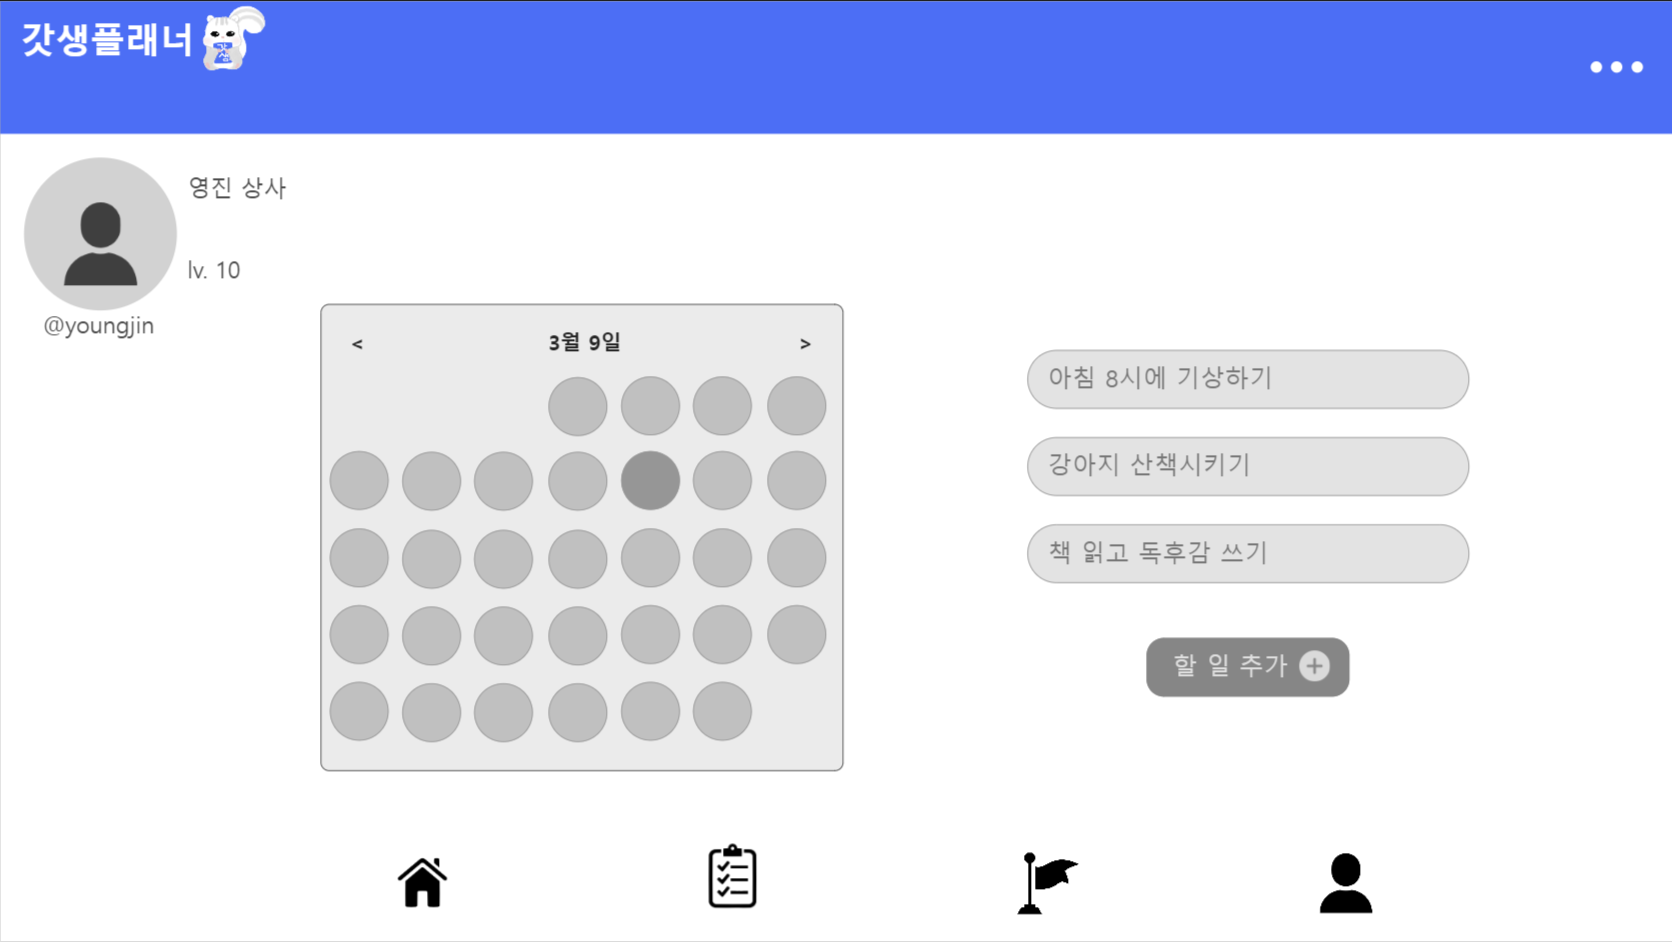 갓생플래너
갓생
영진 상사
lv. 10
@youngjin
< 3월 9일 >
아침 8시에 기상하기
강아지 산책시키기
책 읽고 독후감 쓰기
할 일 추가